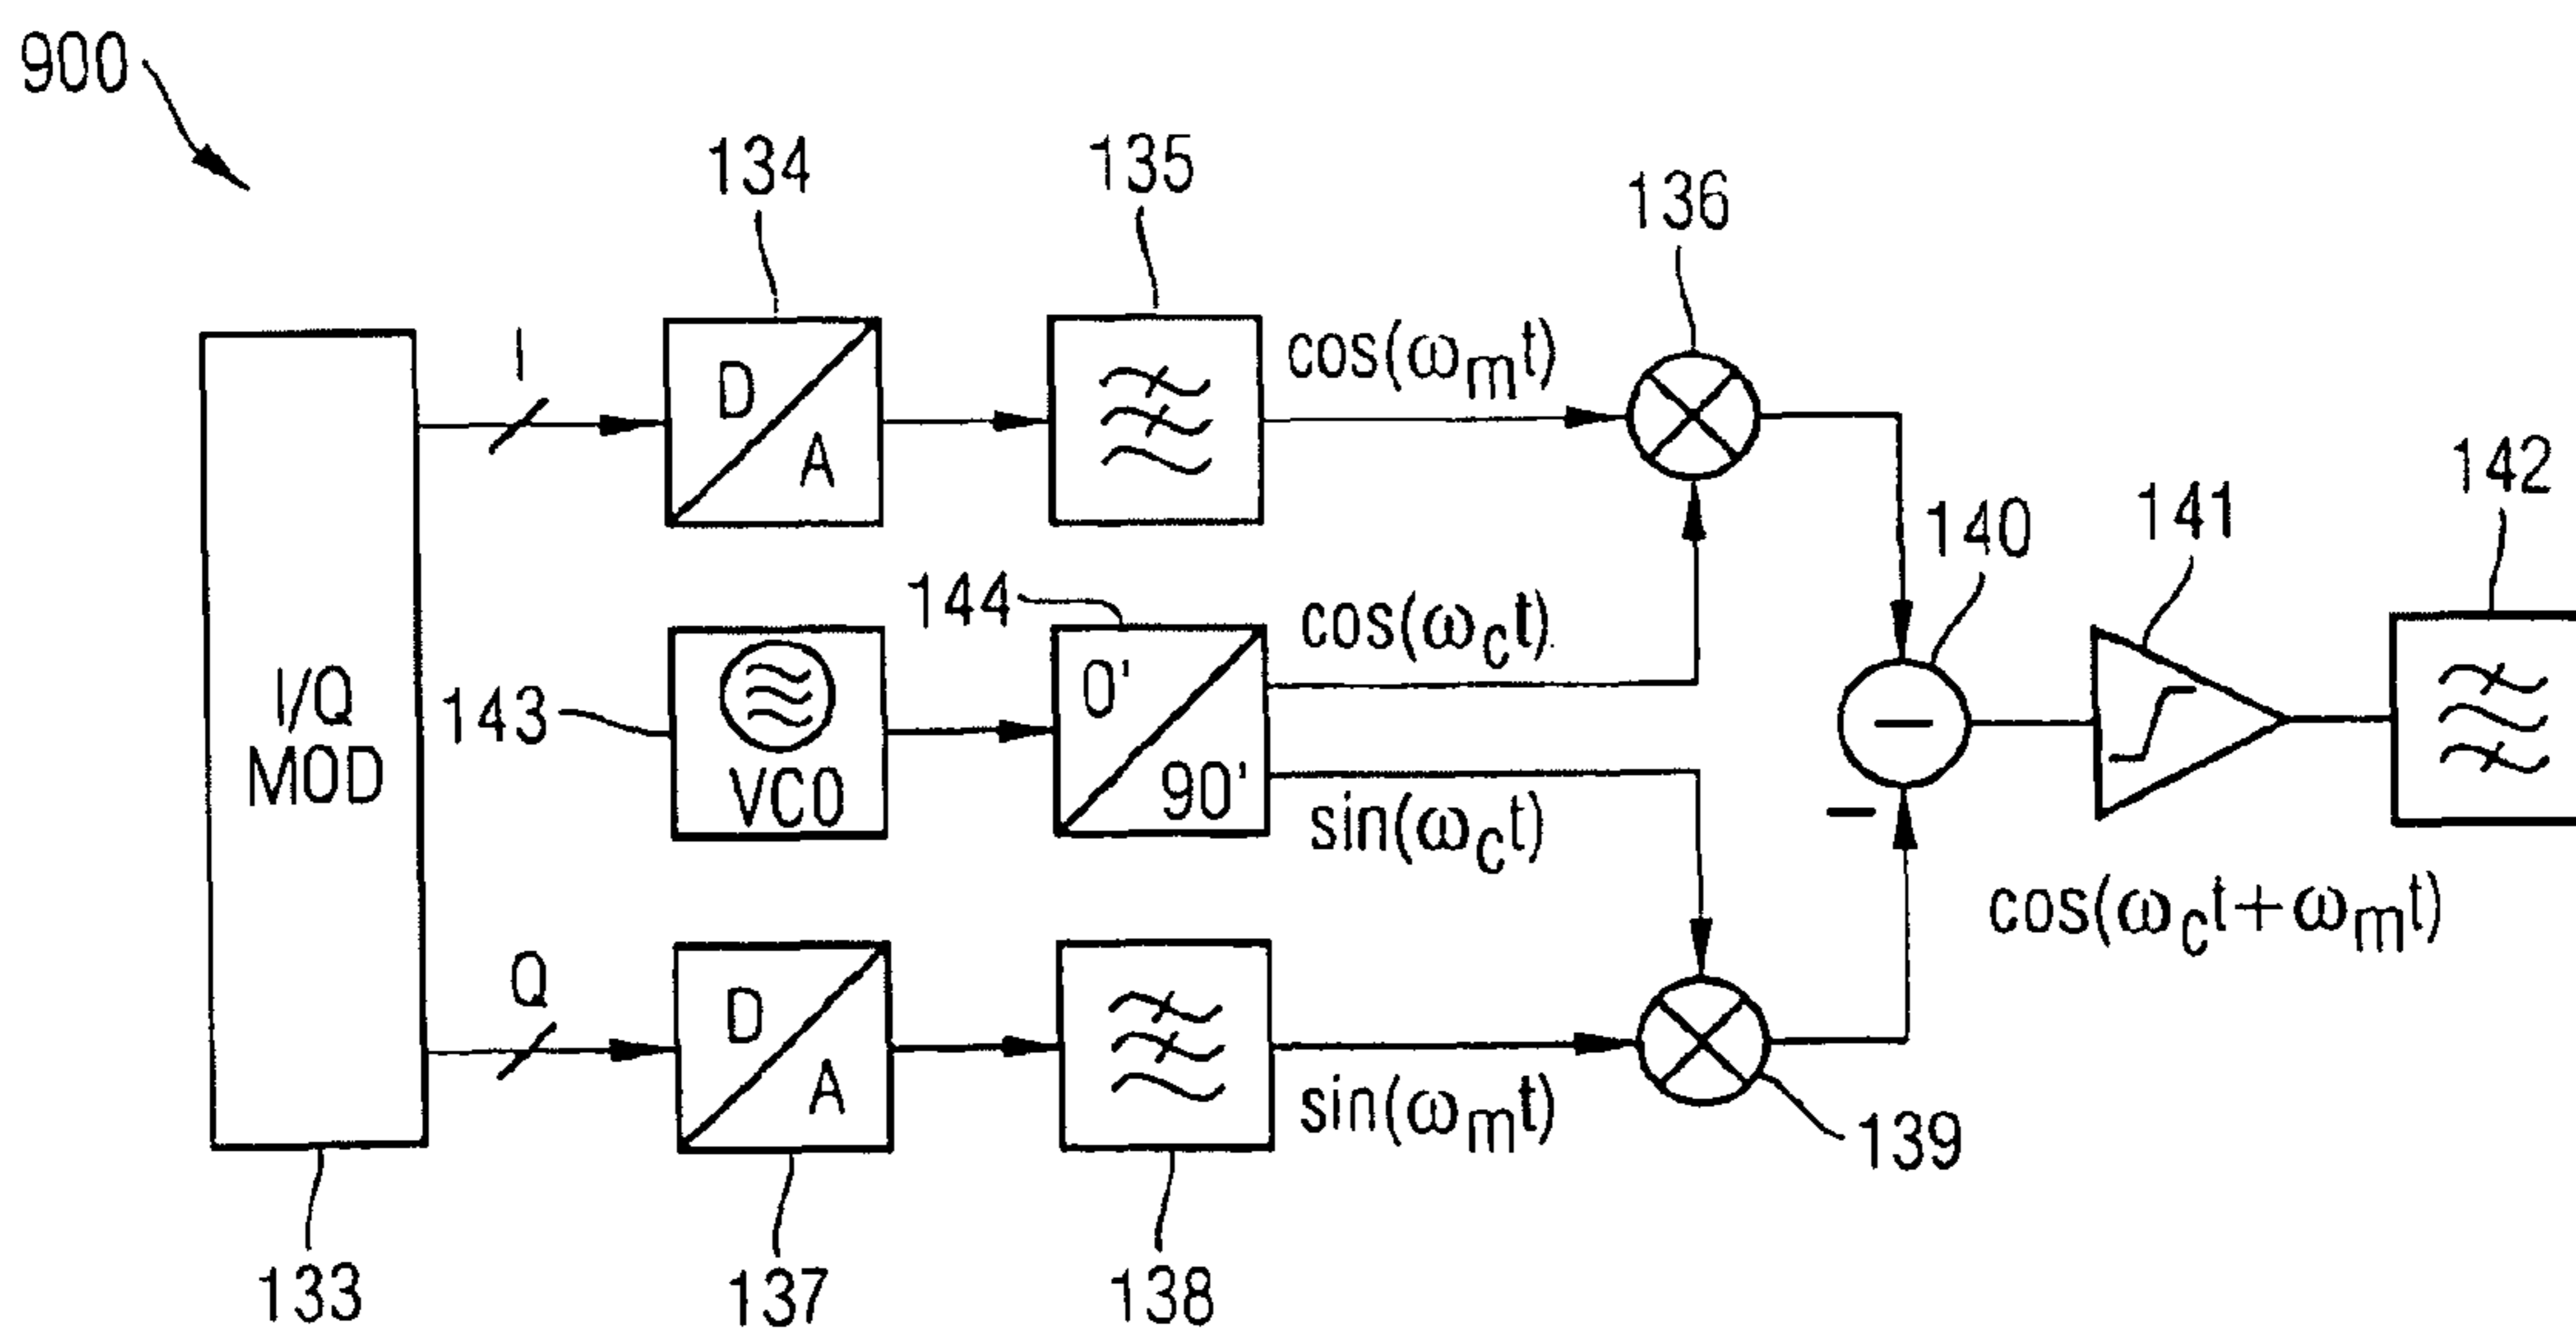 900
134
135
136
I
D
A
cos(ωmt)
142
141
140
144
cos(ωct)
0'
90'
I/Q
MOD
143
VCO
sin(ωct)
–
–
cos(ωct+ωmt)
Q
D
A
sin(ωmt)
139
133
137
138